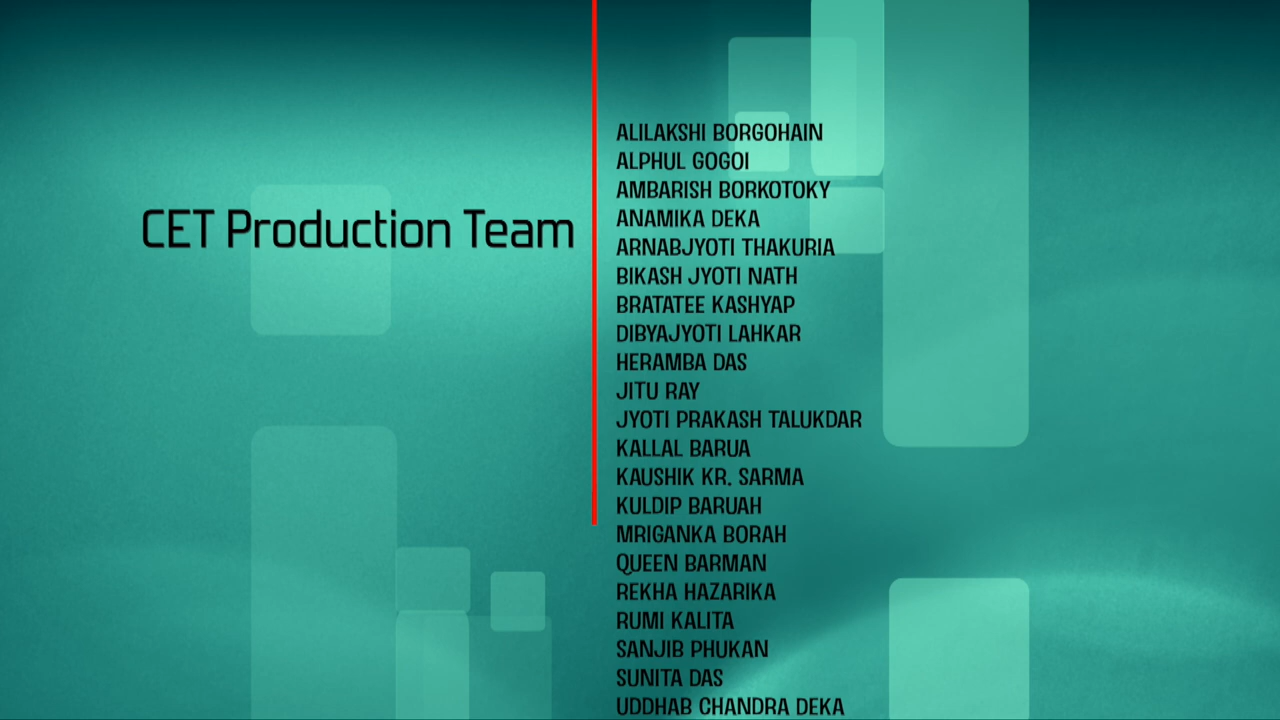 CET Production Team
ALILAKSHI BORGOHAIN
ALPHUL GOGOI
AMBARISH BORKOTOKY
ANAMIKA DEKA
ARNABJYOTI THAKURIA
BIKASH JYOTI NATH
BRATATEE KASHYAP
DIBYAJYOTI LAHKAR
HERAMBA DAS
JITU RAY
JYOTI PRAKASH TALUKDAR
KALLAL BARUA
KAUSHIK KR. SARMA
KULDIP BARUAH
MRIGANKA BORAH
QUEEN BARMAN
REKHA HAZARIKA
RUMI KALITA
SANJIB PHUKAN
SUNITA DAS
UDDHAB CHANDRA DEKA